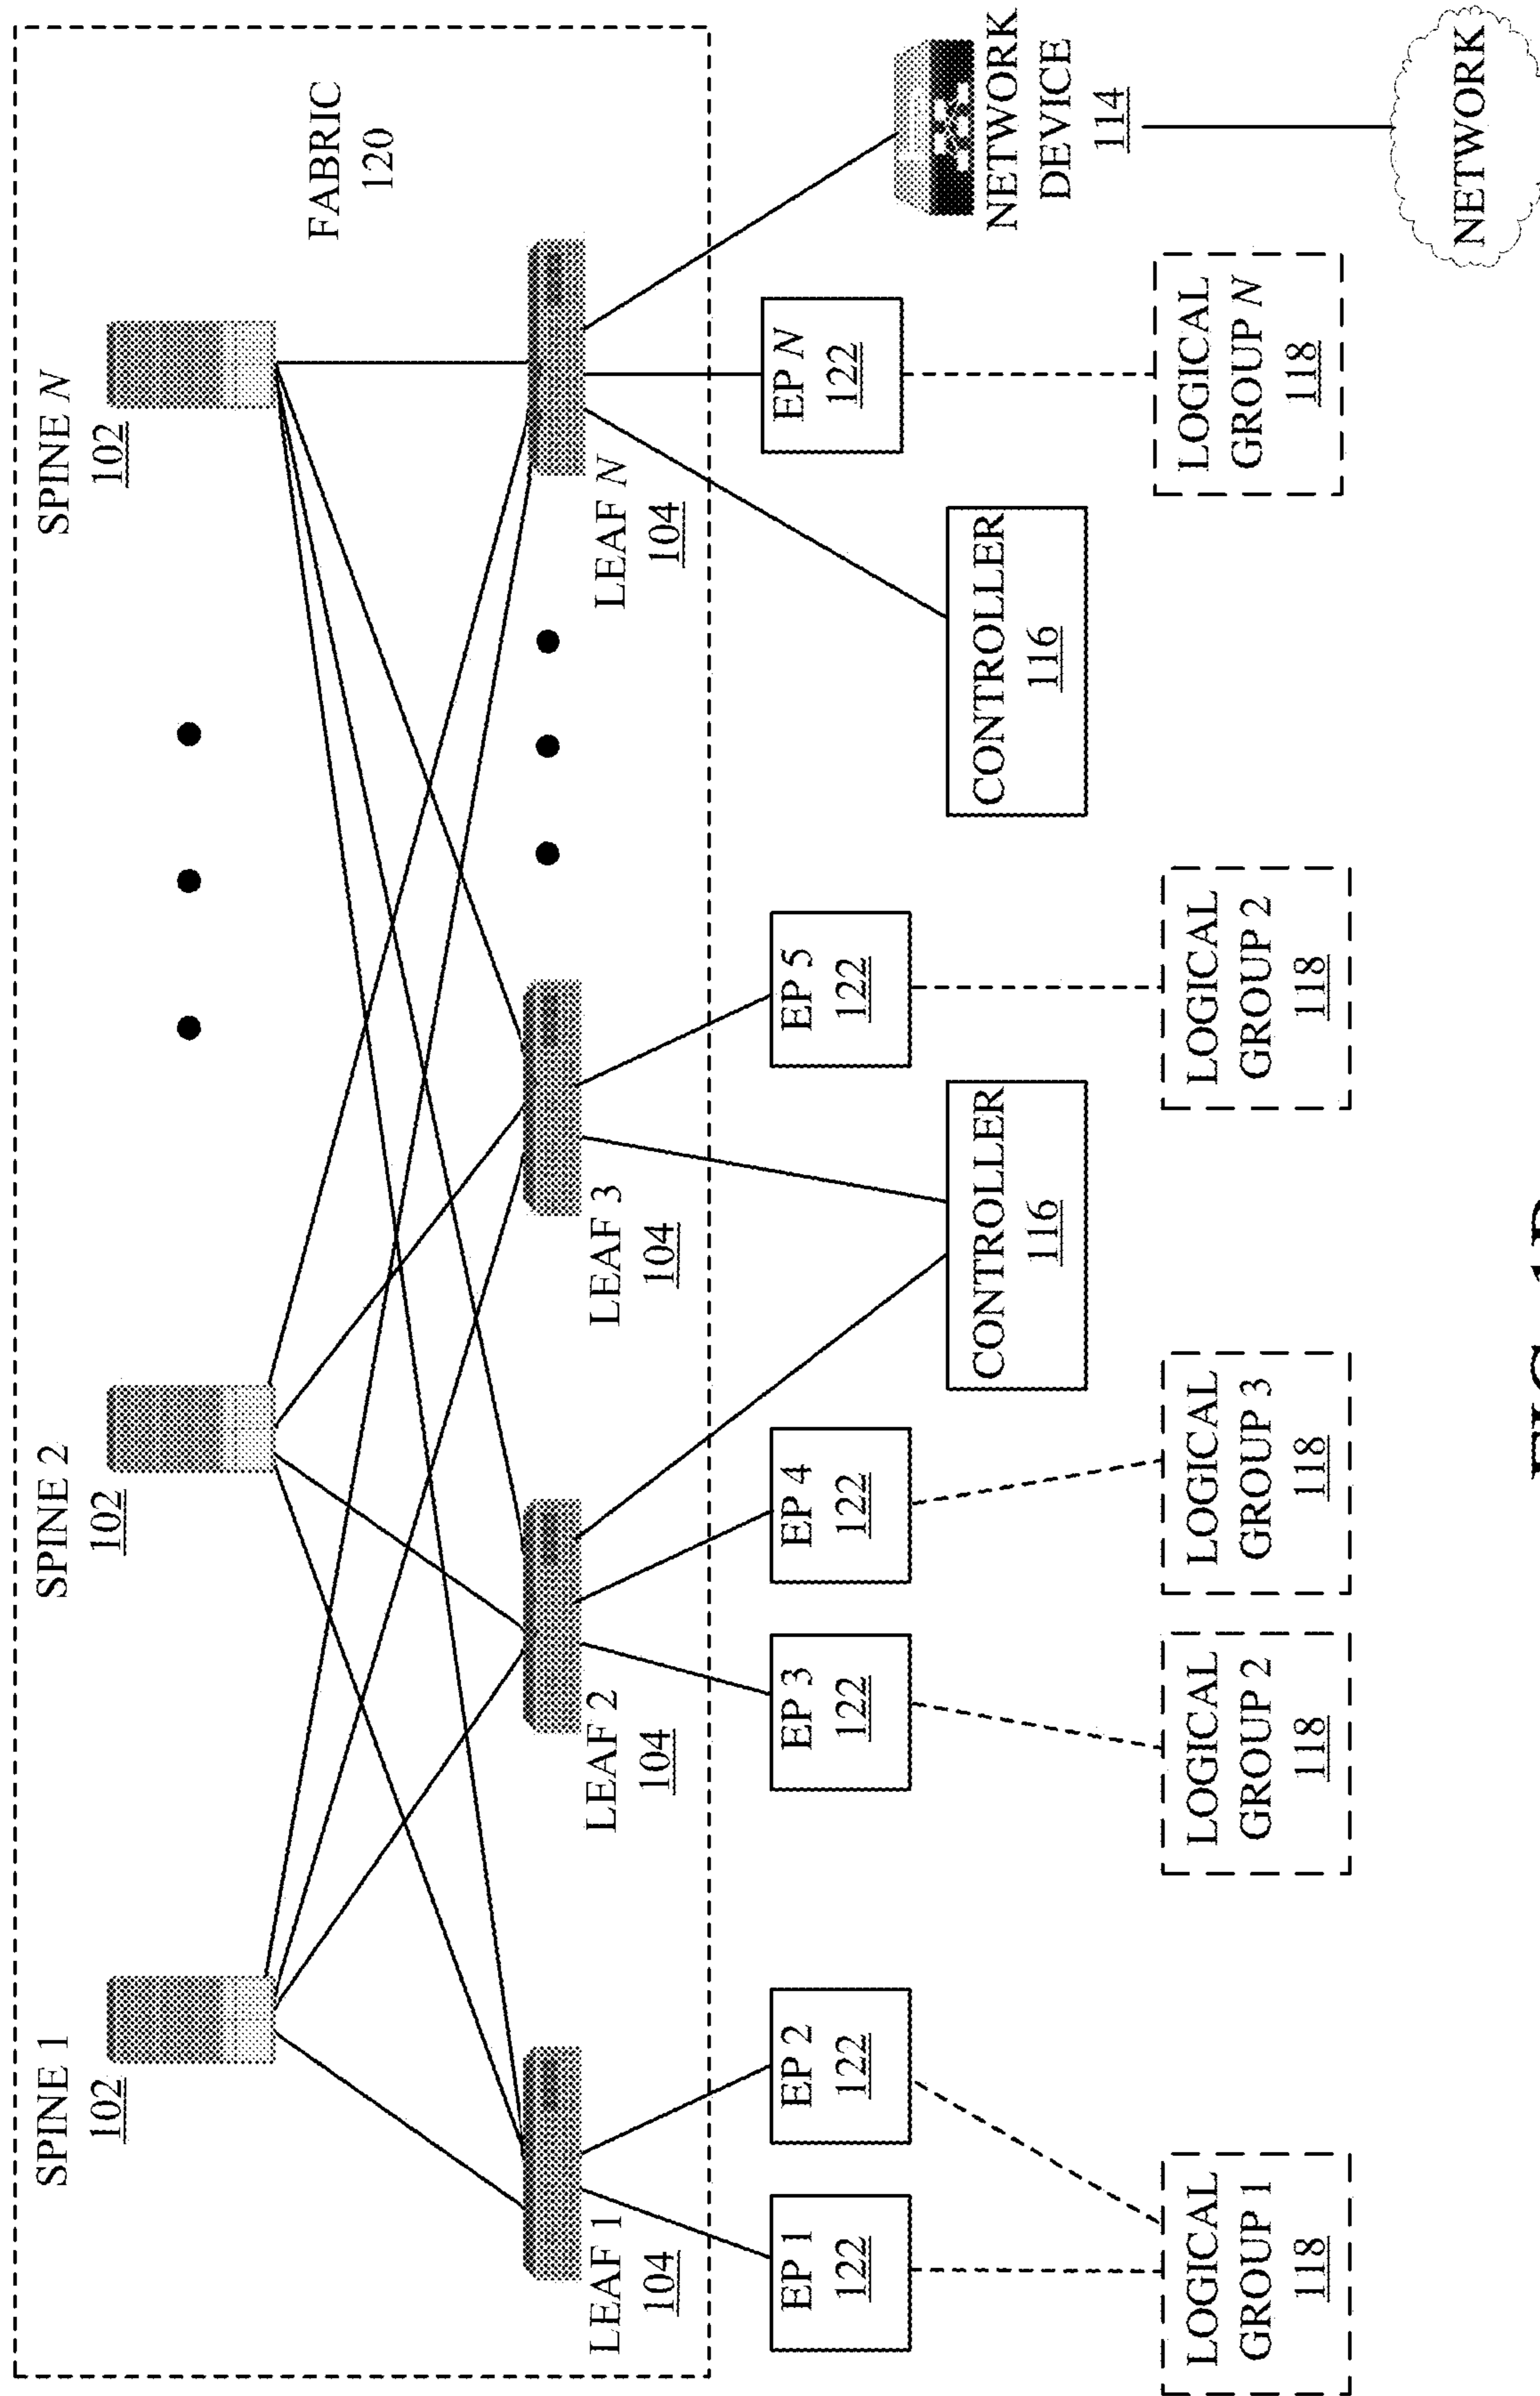 SPINE 1
102
SPINE 2
102
SPINE N
102
FABRIC
120
LEAF 1
104
LEAF 2
104
LEAF 3
104
LEAF N
104
EP 1
122
EP 2
122
EP 3
122
EP 4
122
EP 5
122
EP N
122
CONTROLLER
116
CONTROLLER
116
NETWORK
DEVICE
114
LOGICAL
GROUP 1
118
LOGICAL
GROUP 2
118
LOGICAL
GROUP 3
118
LOGICAL
GROUP 2
118
LOGICAL
GROUP N
118
NETWORK